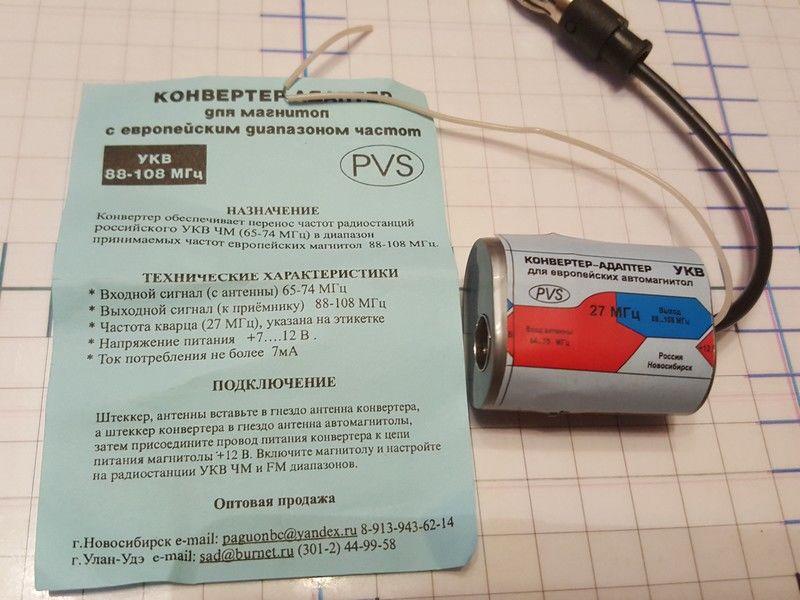 КОНВЕРТЕР-АДАПТЕР
для магнитол
с европейским диапазоном частот
УКВ
88-108 МГц
PVS
НАЗНАЧЕНИЕ
Конвертер обеспечивает перенос частот радиостанций
российского УКВ ЧМ (65-74 МГц) в диапазон
принимаемых частот европейских магнитол 88-108 МГц.
ТЕХНИЧЕСКИЕ ХАРАКТЕРИСТИКИ
* Входной сигнал (с антенны) 65-74 МГц
* Выходной сигнал (к приёмнику) 88-108 МГц
* Частота кварца (27 МГц), указана на этикетке
* Напряжение питания +7....12 В .
* Ток потребления не более 7мА
ПОДКЛЮЧЕНИЕ
Штеккер, антенны вставьте в гнездо антенна конвертера,
а штеккер конвертера в гнездо антенна автомагнитолы,
затем присоедините провод питания конвертера к цепи
питания магнитолы +12 В. Включите магнитолу и настройте
на радиостанции УКВ ЧМ и FM диапазонов.
Оптовая продажа
г.Новосибирск e-mail: paguonbc@yandex.ru 8-913-943-62-14
г.Улан-Удэ e-mail: sad@burnet.ru (301-2) 44-99-58
КОНВЕРТЕР-АДАПТЕР УКВ
для европейских автомагнитол
PVS
27 МГц
Выход
88..108 МГц
Вход антенны
МГц
+12
Россия
Новосибирск